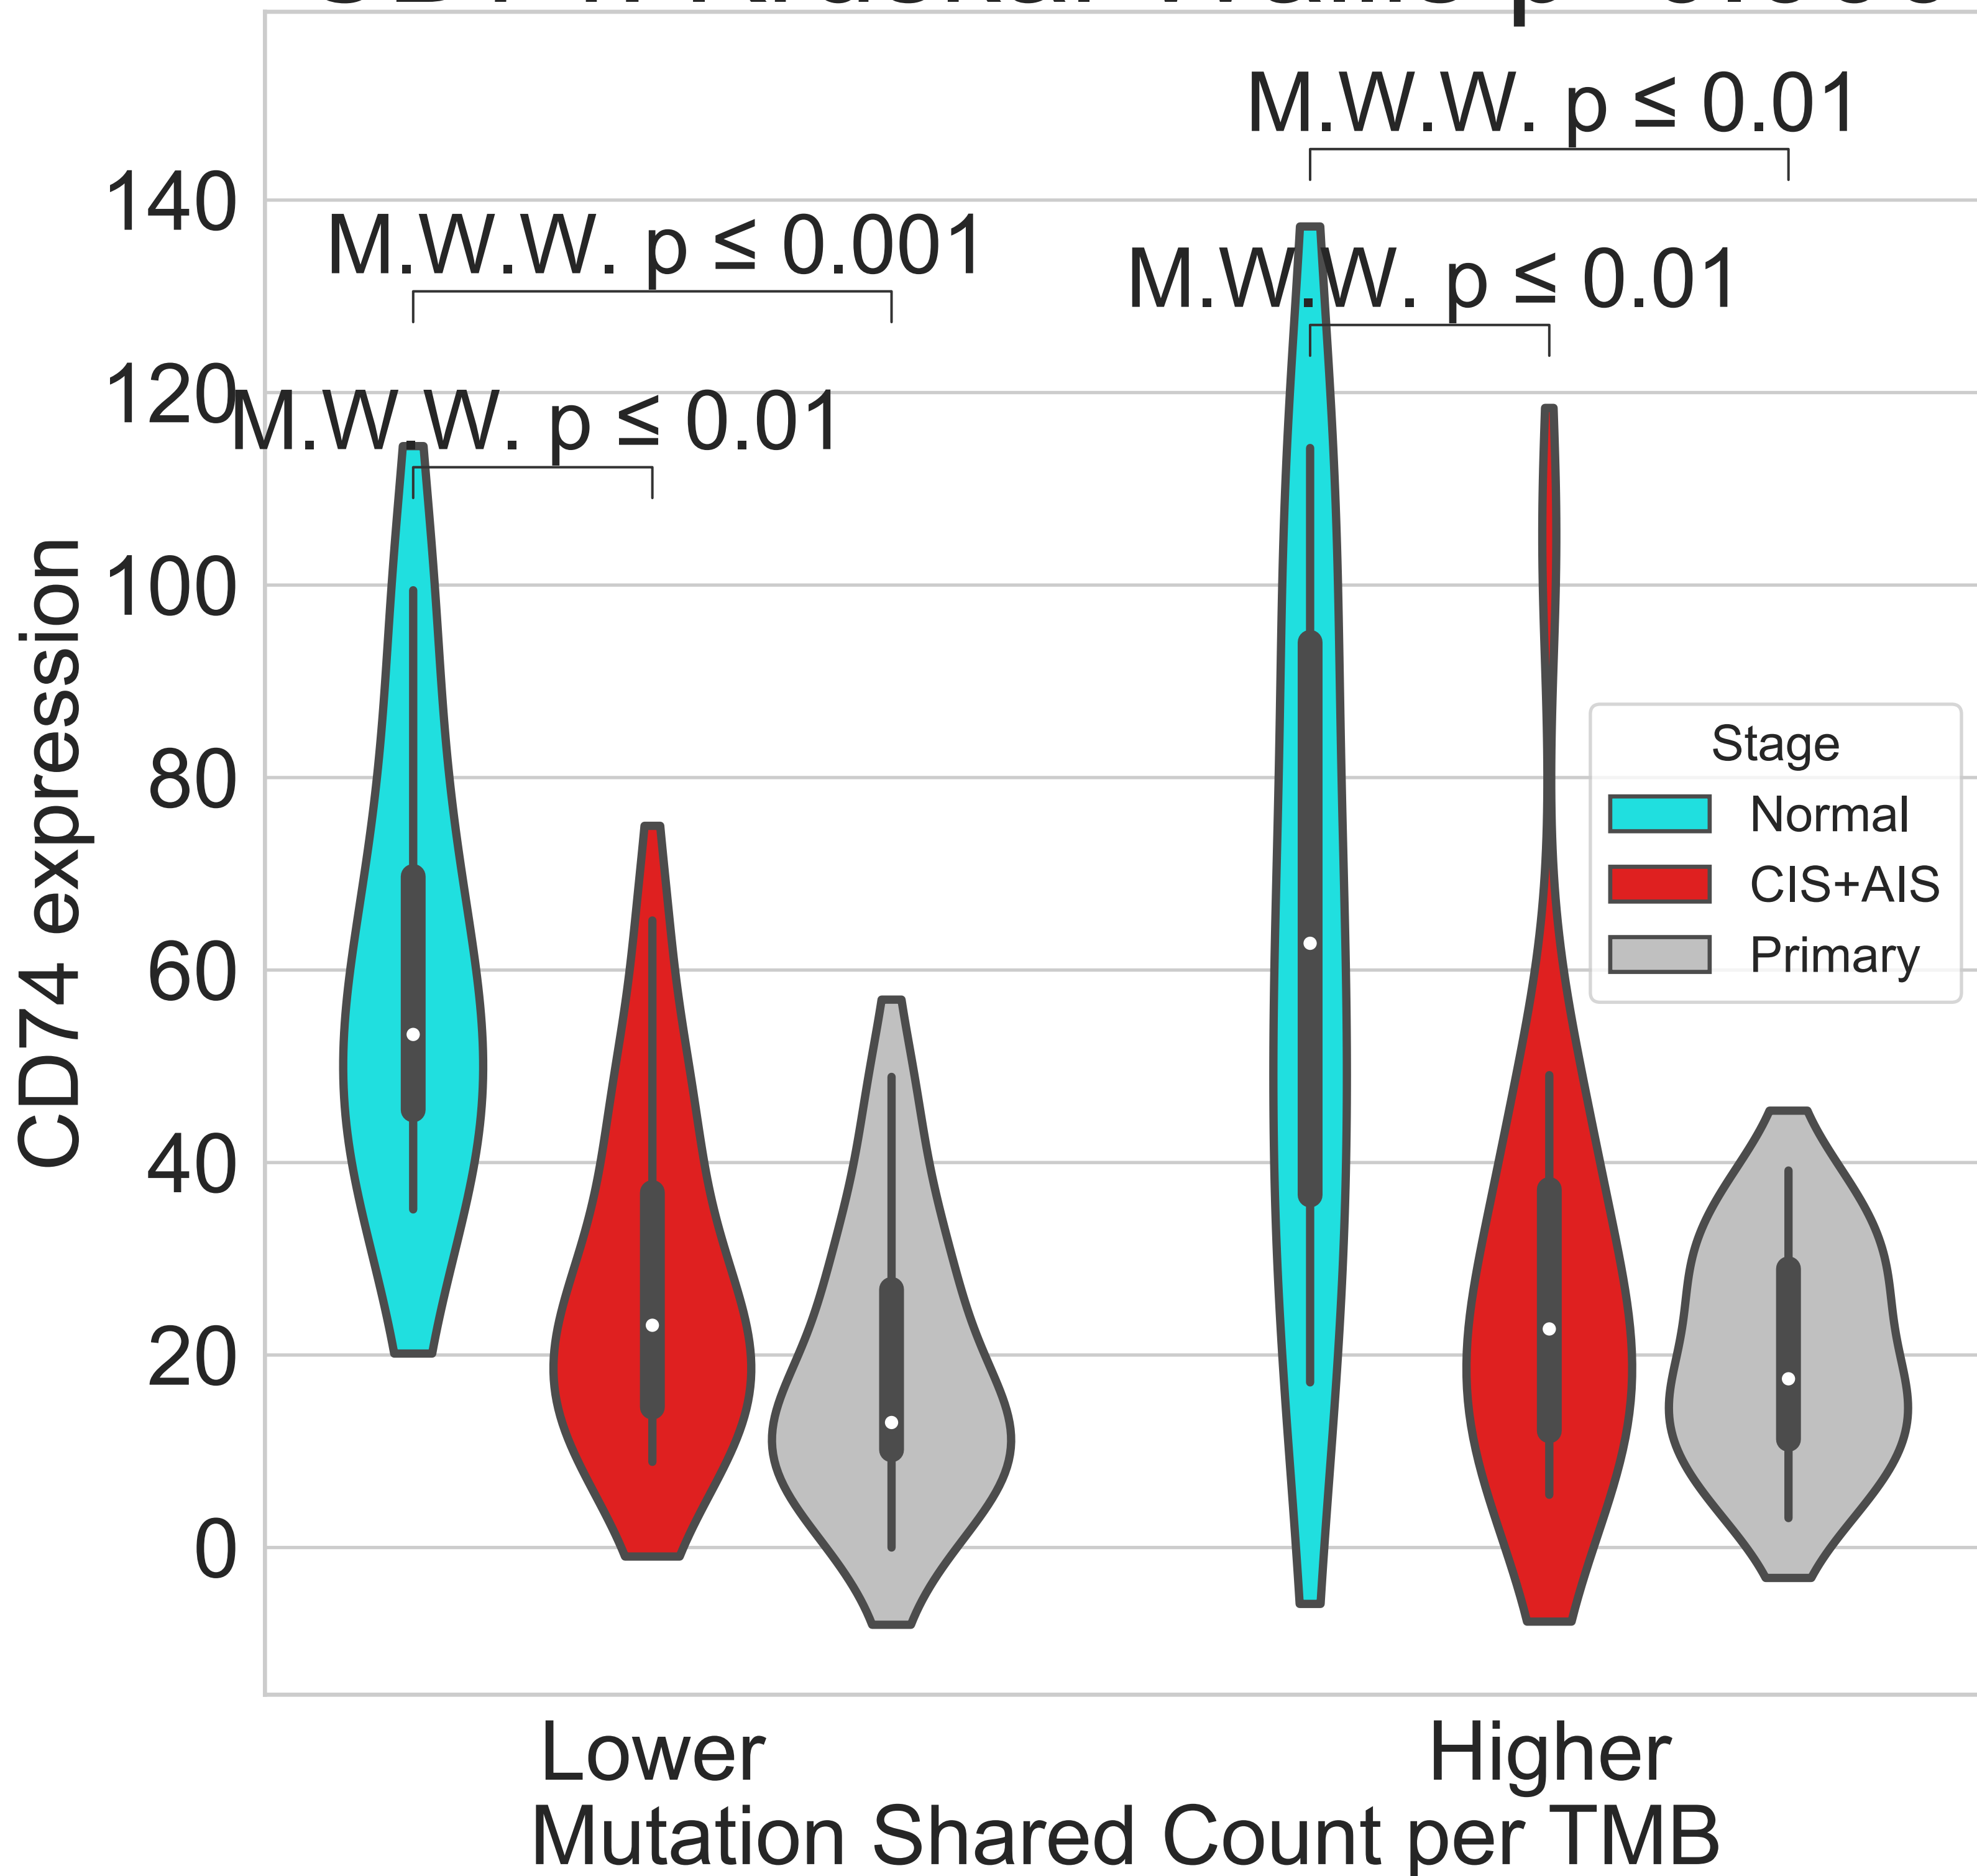 M.W.W. p ≤ 0.01
140
M.W.W. p ≤ 0.001
M.W.W. p ≤ 0.01
120
M.W.W. p ≤ 0.01
100
80
60
40
20
0
CD74 expression
Stage
Normal
CIS+AIS
Primary
Lower
Higher
Mutation Shared Count per TMB